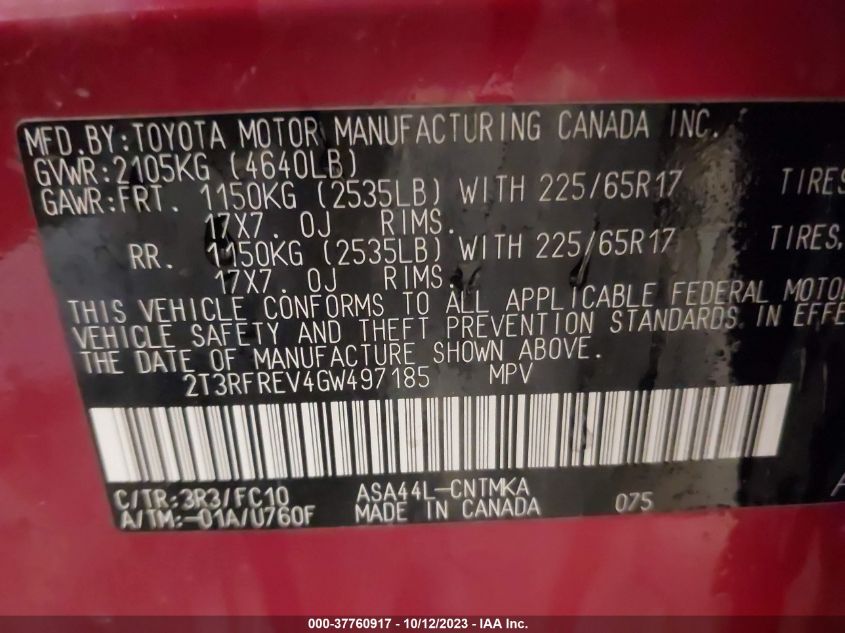 MFD.BY:TOYOTA MOTOR MANUFACTURING CANADA INC.
GVWR:2105KG (4640LB)
GAWR:FRT. 1150KG (2535LB) WITH 225/65R17 TIRES
17X7.0J RIMS.
RR. 1150KG (2535LB) WITH 225/65R17 TIRES,
17X7.0J RIMS.
THIS VEHICLE CONFORMS TO ALL APPLICABLE FEDERAL MOTO
VEHICLE SAFETY AND THEFT PREVENTION STANDARDS IN EFFE
THE DATE OF MANUFACTURE SHOWN ABOVE.
2T3RFREV4GW497185 MPV
C/TR:3R3/FC10 ASA44L-CNTMKA
A/TM:-01A/U760F MADE IN CANADA 075
000-37760917 - 10/12/2023 - IAA Inc.